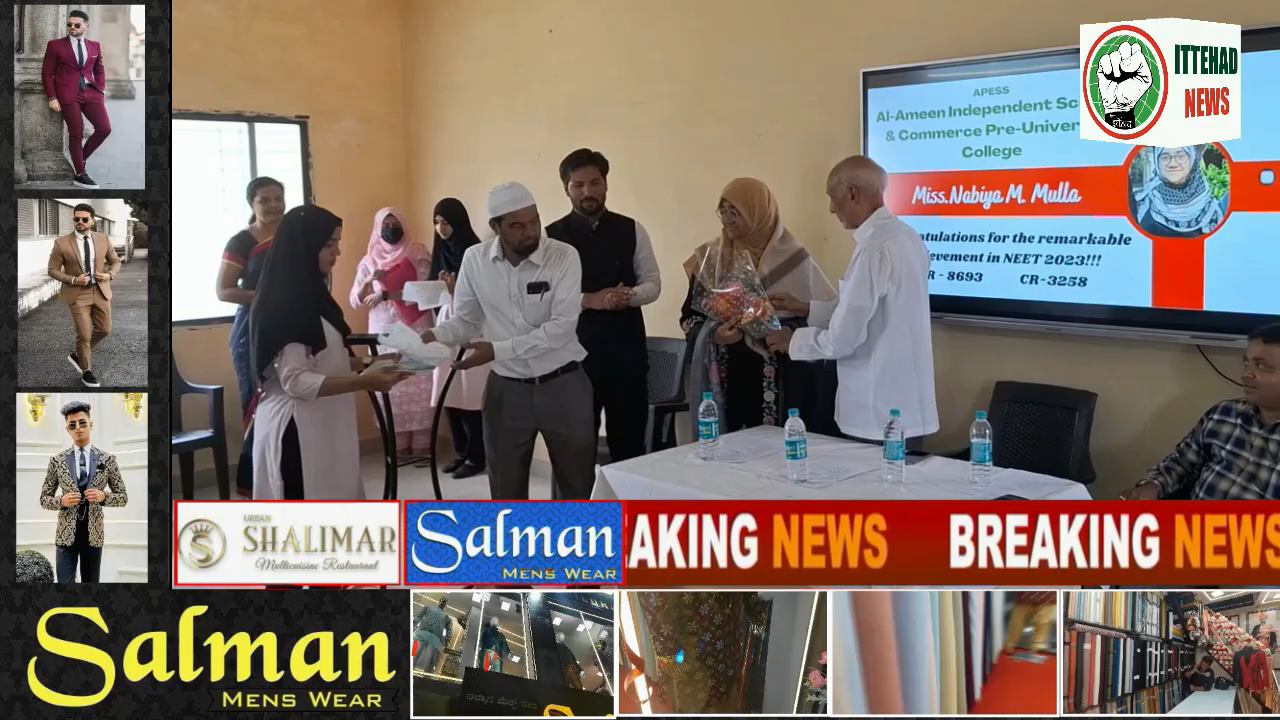 ITTEHAD
NEWS
APESS
Al-Ameen Independent Sc
& Commerce Pre-Univer
College
Miss.Nabiya M. Mulla
atulations for the remarkable
ievement in NEET 2023!!!
R - 8693 CR-3258
URBAN
SHALIMAR
Multicuisine Restaurant
Salman
MENS WEAR
AKING NEWS BREAKING NEWS
Salman
MENS WEAR